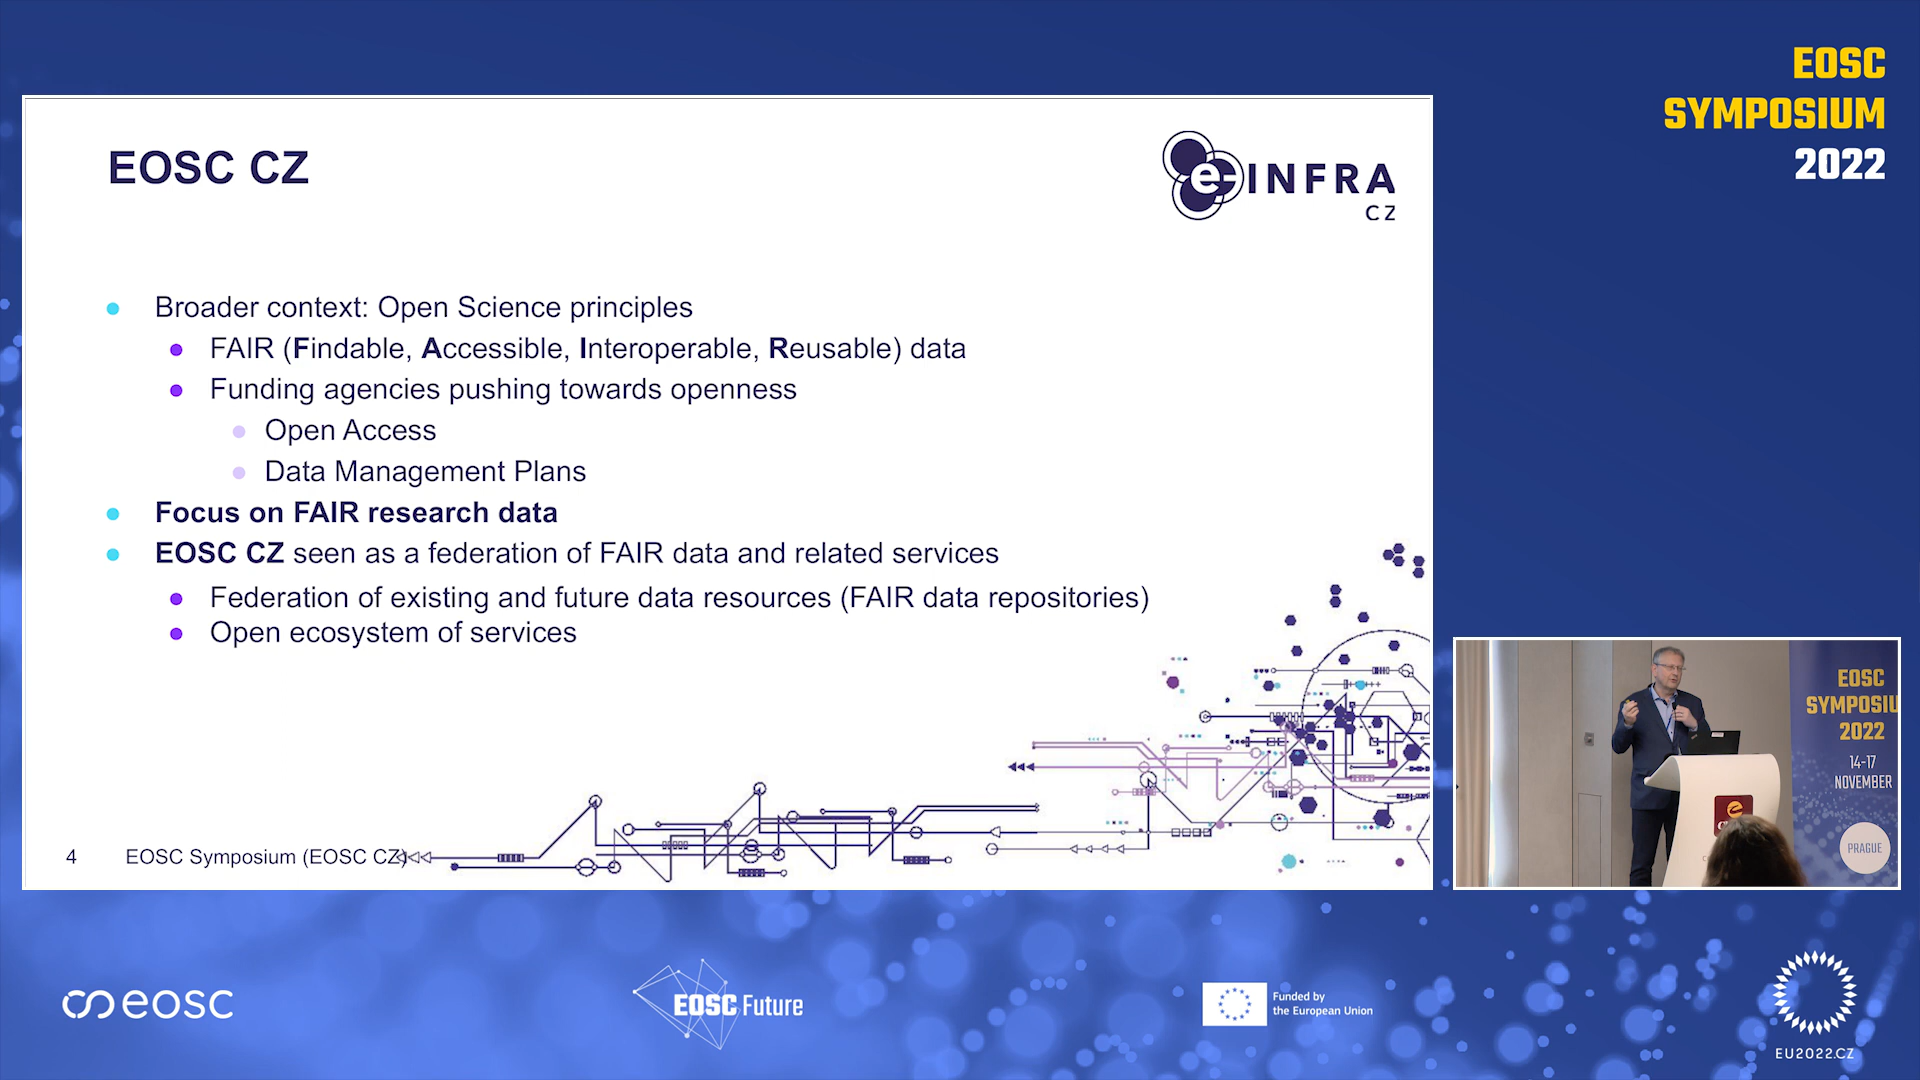 EOSC
SYMPOSIUM
2022
EOSC CZ
e-INFRA
CZ
Broader context: Open Science principles
FAIR (Findable, Accessible, Interoperable, Reusable) data
Funding agencies pushing towards openness
Open Access
Data Management Plans
Focus on FAIR research data
EOSC CZ seen as a federation of FAIR data and related services
Federation of existing and future data resources (FAIR data repositories)
Open ecosystem of services
4 EOSC Symposium (EOSC CZ)
EOSC
SYMPOSIU
2022
14-17
NOVEMBER
PRAGUE
eosc
EOSC Future
Funded by
the European Union
EU2022.CZ